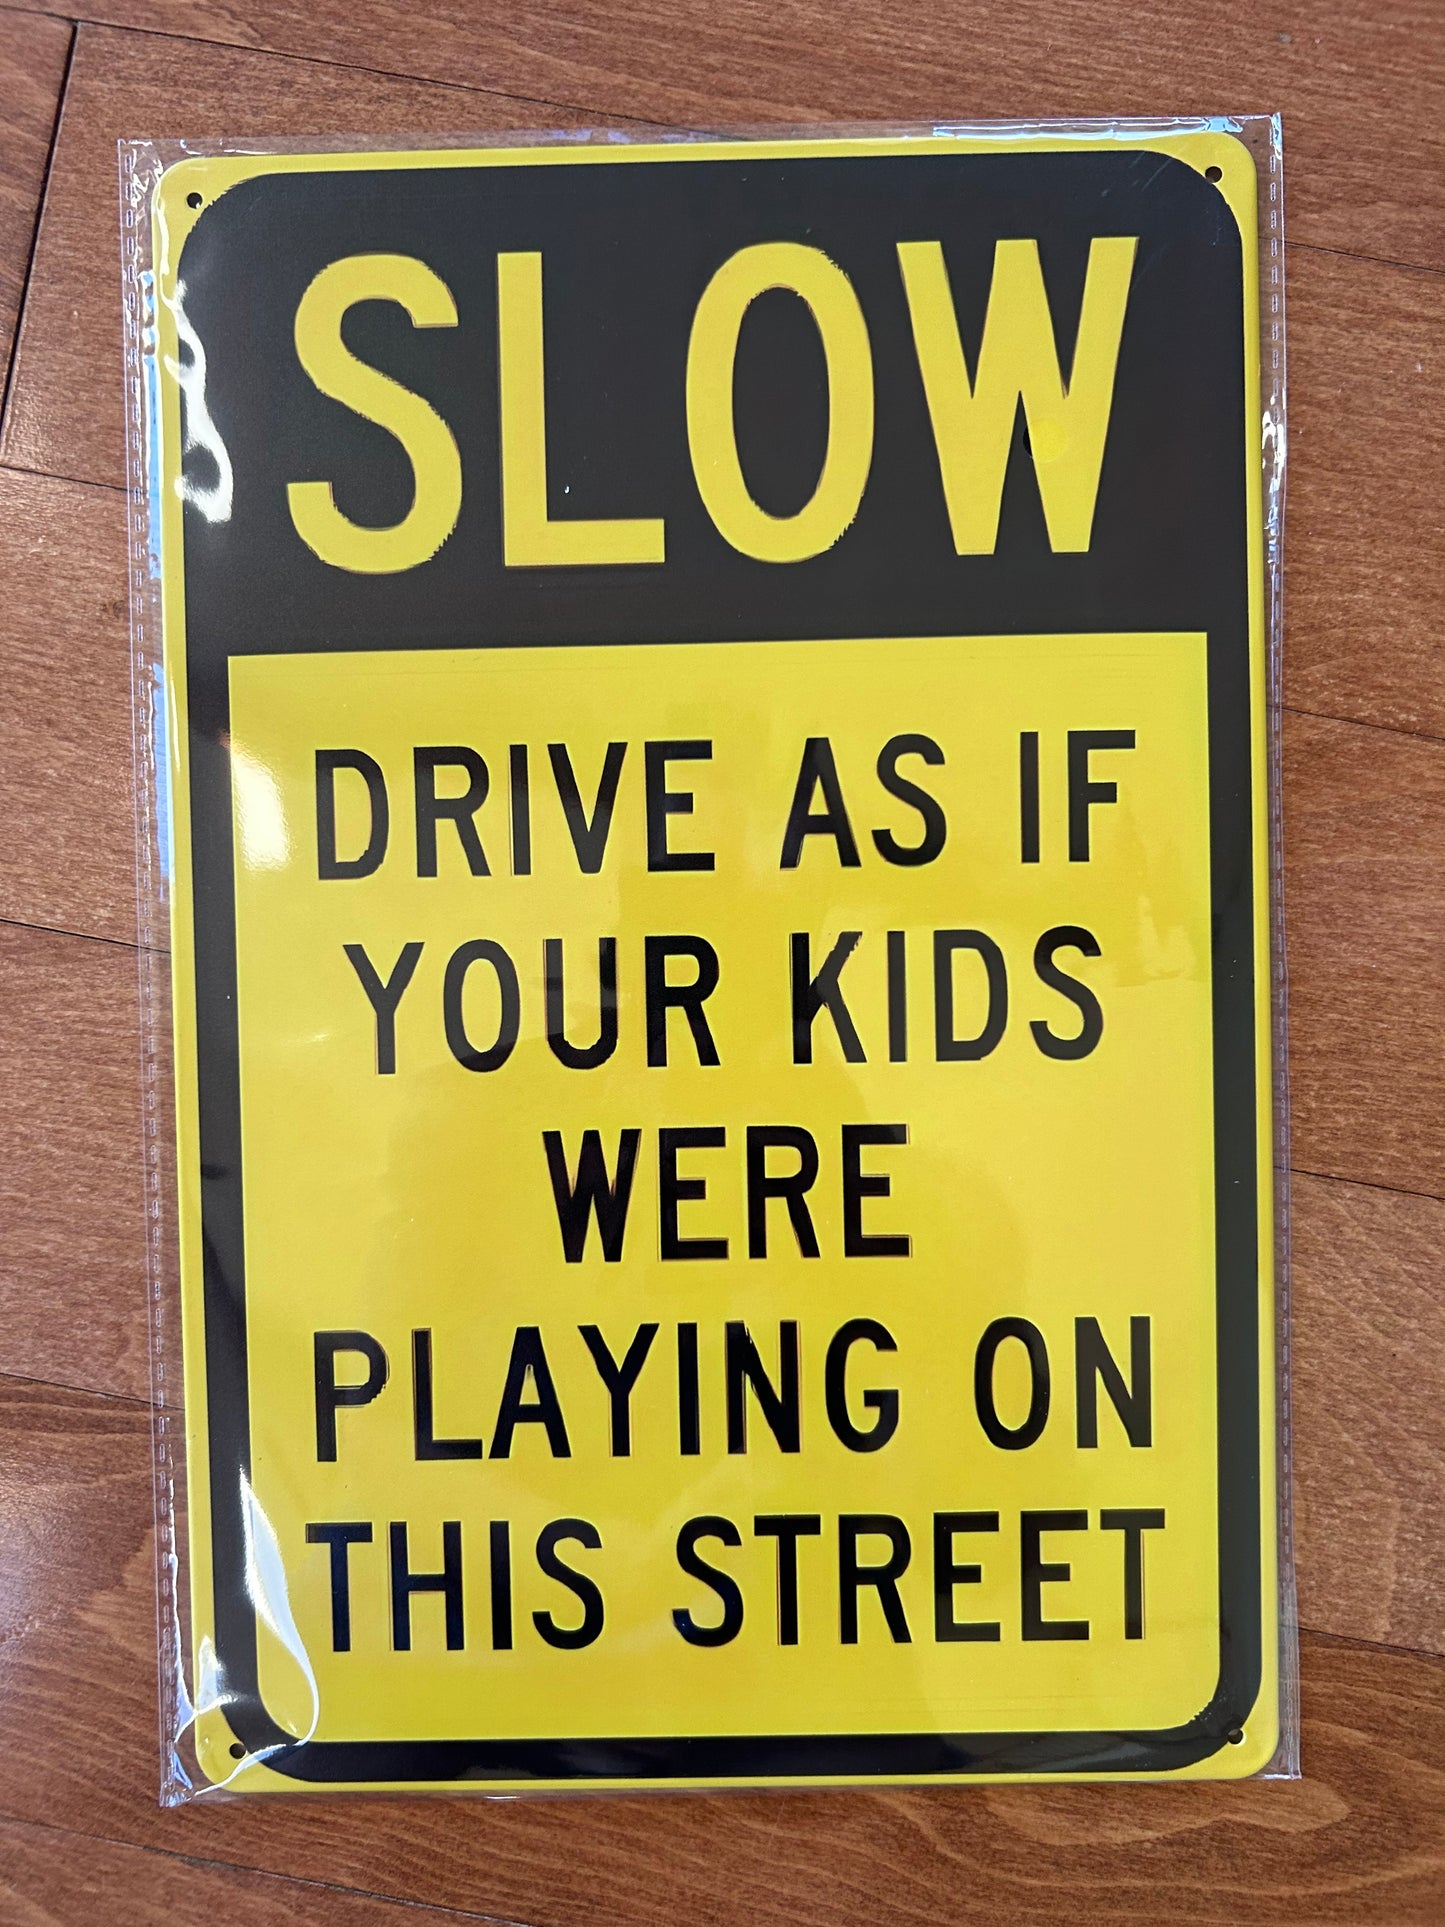 SLOW
DRIVE AS IF
YOUR KIDS
WERE
PLAYING ON
THIS STREET